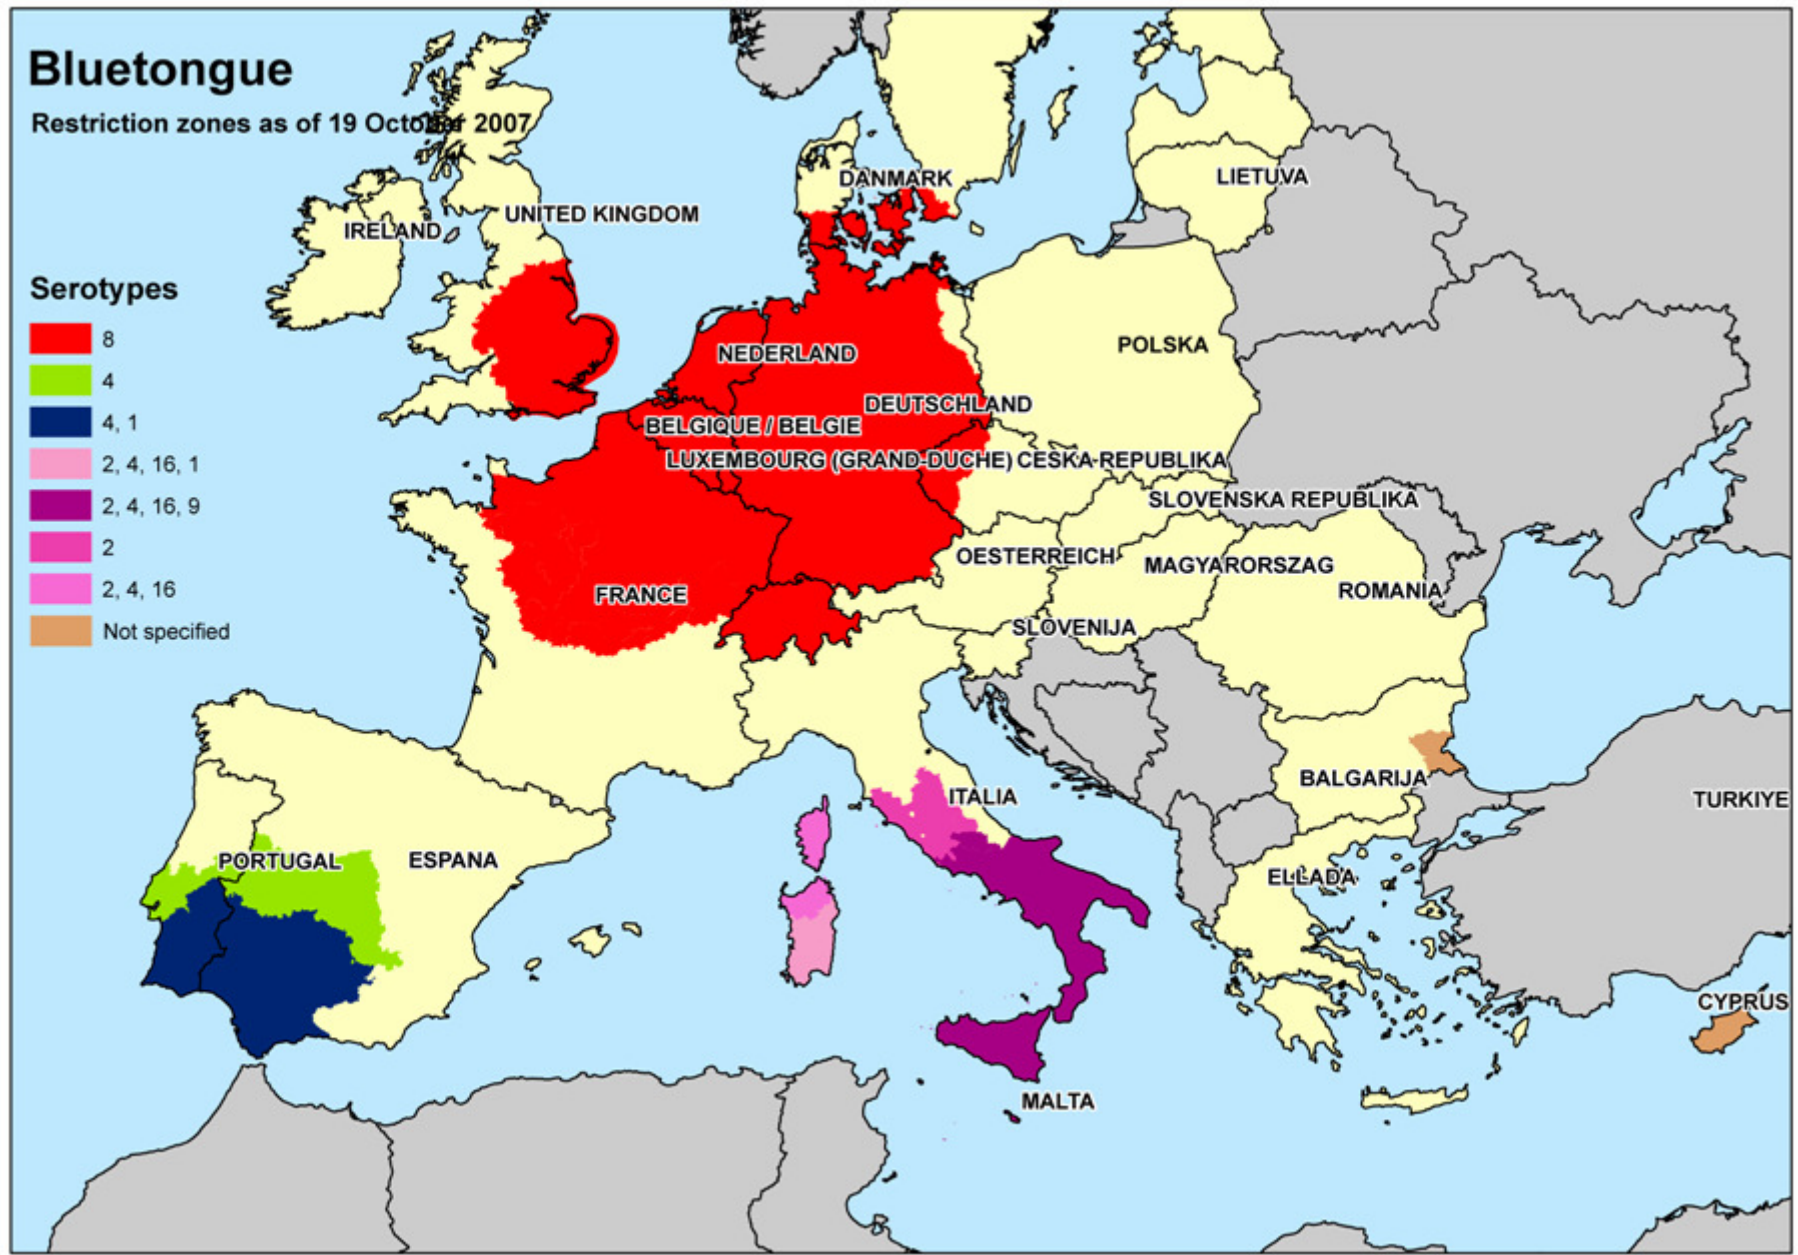 Bluetongue
Restriction zones as of 19 October 2007
Serotypes
8
4
4, 1
2, 4, 16, 1
2, 4, 16, 9
2
2, 4, 16
Not specified
DANMARK
LIETUVA
UNITED KINGDOM
IRELAND
POLSKA
NEDERLAND
DEUTSCHLAND
BELGIQUE / BELGIE
LUXEMBOURG (GRAND-DUCHE)
CESKA REPUBLIKA
SLOVENSKA REPUBLIKA
OESTERREICH
MAGYARORSZAG
ROMANIA
FRANCE
SLOVENIJA
BALGARIJA
ITALIA
TURKIYE
PORTUGAL
ESPANA
ELLADA
CYPRUS
MALTA